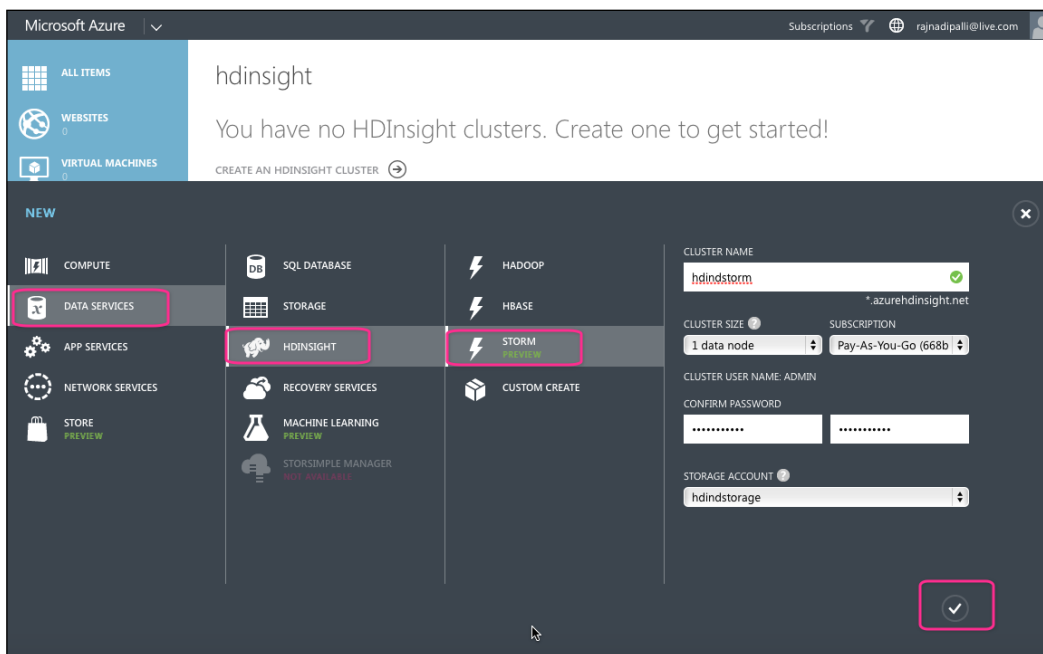 Microsoft Azure
Subscriptions
rajnadipalli@live.com
ALL ITEMS
WEBSITES
0
VIRTUAL MACHINES
0
hdinsight
You have no HDInsight clusters. Create one to get started!
CREATE AN HDINSIGHT CLUSTER
NEW
COMPUTE
DATA SERVICES
APP SERVICES
NETWORK SERVICES
STORE
PREVIEW
DB
SQL DATABASE
STORAGE
HDINSIGHT
RECOVERY SERVICES
MACHINE LEARNING
PREVIEW
STORSIMPLE MANAGER
NOT AVAILABLE
HADOOP
HBASE
STORM
PREVIEW
CUSTOM CREATE
CLUSTER NAME
hdindstorm
*.azurehdinsight.net
CLUSTER SIZE ? SUBSCRIPTION
1 data node Pay-As-You-Go (668b
CLUSTER USER NAME: ADMIN
CONFIRM PASSWORD
••••••••••• •••••••••••
STORAGE ACCOUNT ?
hdindstorage